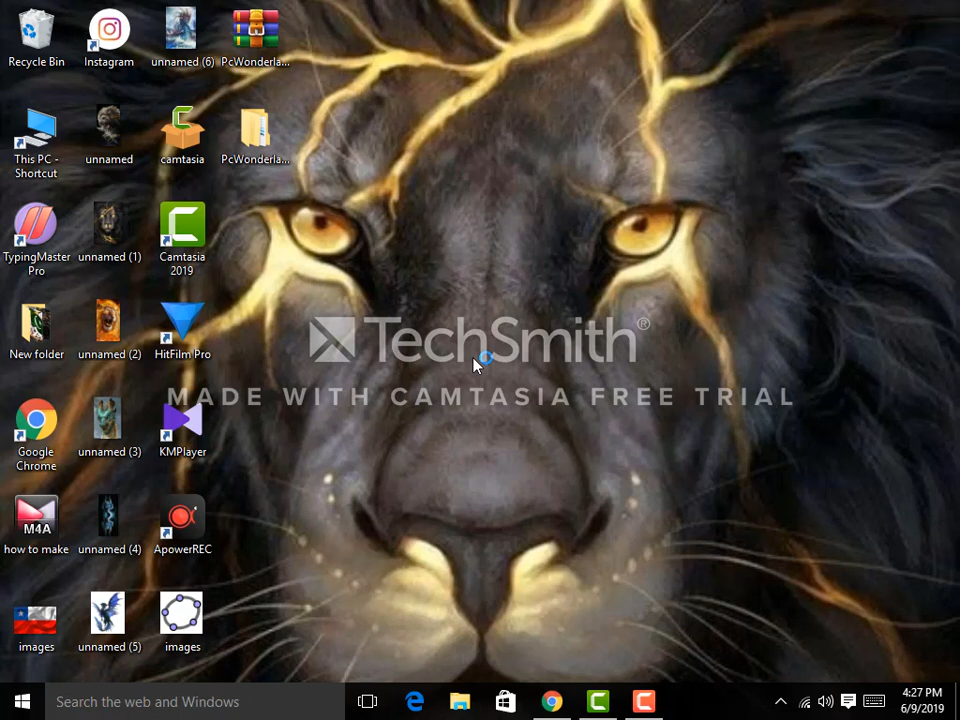 Recycle Bin
Instagram
unnamed (6)
PcWonderla...
This PC - Shortcut
unnamed
camtasia
PcWonderla...
TypingMaster Pro
unnamed (1)
Camtasia 2019
New folder
unnamed (2)
HitFilm Pro
Google Chrome
unnamed (3)
KMPlayer
M4A
how to make
unnamed (4)
ApowerREC
images
unnamed (5)
images
TechSmith®
MADE WITH CAMTASIA FREE TRIAL
Search the web and Windows
4:27 PM
6/9/2019